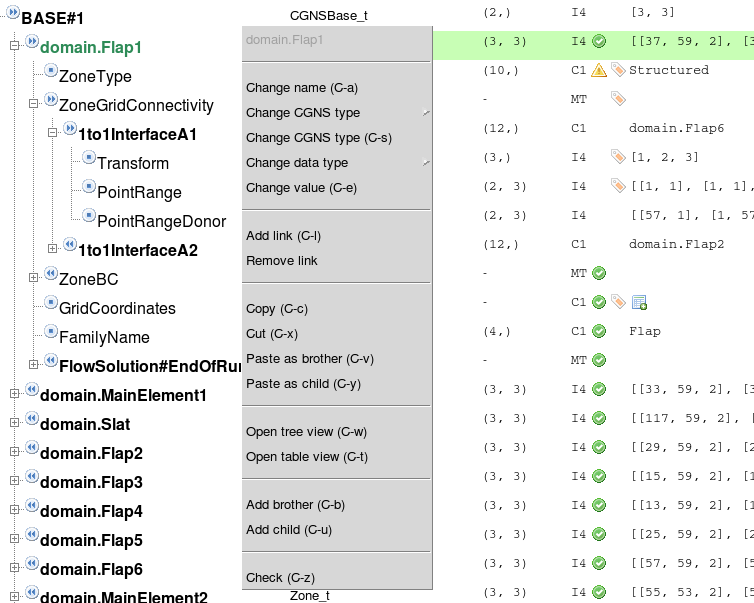 BASE#1 CGNSBase_t (2,) I4 [3, 3]
domain.Flap1 domain.Flap1 (3, 3) I4 [[37, 59, 2], [3
ZoneType (10,) C1 Structured
Change name (C-a)
ZoneGridConnectivity - MT
Change CGNS type
1to1InterfaceA1 Change CGNS type (C-s) (12,) C1 domain.Flap6
Transform Change data type (3,) I4 [1, 2, 3]
PointRange Change value (C-e) (2, 3) I4 [[1, 1], [1, 1],
PointRangeDonor (2, 3) I4 [[57, 1], [1, 57
Add link (C-l)
1to1InterfaceA2 (12,) C1 domain.Flap2
Remove link
ZoneBC - MT
GridCoordinates Copy (C-c) - C1
FamilyName Cut (C-x) (4,) C1 Flap
FlowSolution#EndOfRu Paste as brother (C-v) - MT
Paste as child (C-y)
domain.MainElement1 (3, 3) I4 [[33, 59, 2], [3
domain.Slat Open tree view (C-w) (3, 3) I4 [[117, 59, 2], [
domain.Flap2 Open table view (C-t) (3, 3) I4 [[29, 59, 2], [2
domain.Flap3 (3, 3) I4 [[15, 59, 2], [1
domain.Flap4 Add brother (C-b) (3, 3) I4 [[13, 59, 2], [1
Add child (C-u)
domain.Flap5 (3, 3) I4 [[25, 59, 2], [2
domain.Flap6 Check (C-z) (3, 3) I4 [[57, 59, 2], [5
domain.MainElement2 Zone_t (3, 3) I4 [[55, 53, 2], [5